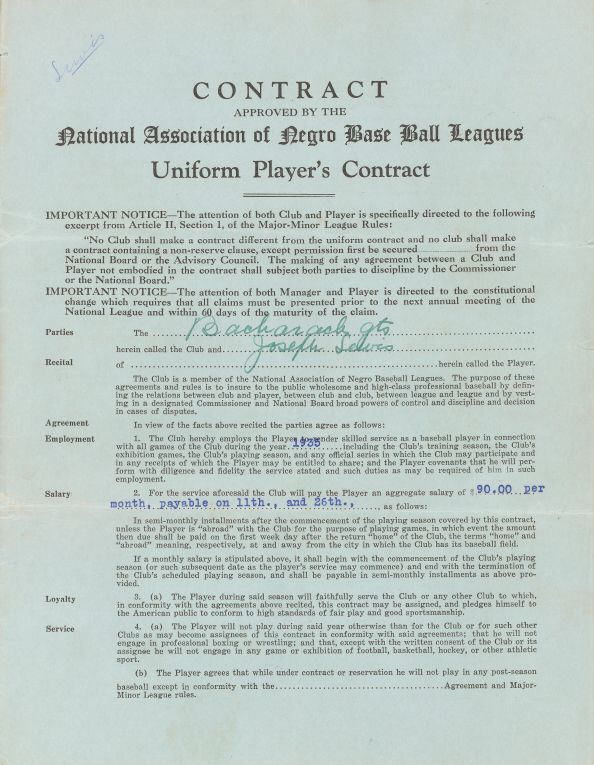 Lewis
CONTRACT
APPROVED BY THE
National Association of Negro Base Ball Leagues
Uniform Player's Contract
IMPORTANT NOTICE—The attention of both Club and Player is specifically directed to the following
excerpt from Article II, Section 1, of the Major-Minor League Rules:
"No Club shall make a contract different from the uniform contract and no club shall make
a contract containing a non-reserve clause, except permission first be secured from the
National Board or the Advisory Council. The making of any agreement between a Club and
Player not embodied in the contract shall subject both parties to discipline by the Commissioner
or the National Board."
IMPORTANT NOTICE—The attention of both Manager and Player is directed to the constitutional
change which requires that all claims must be presented prior to the next annual meeting of the
National League and within 60 days of the maturity of the claim.
Parties The Bacharach gts
herein called the Club and Joseph Lewis
Recital of herein called the Player.
The Club is a member of the National Association of Negro Baseball Leagues. The purpose of these
agreements and rules is to insure to the public wholesome and high-class professional baseball by defin-
ing the relations between club and player, between club and club, between league and league and by vest-
ing in a designated Commissioner and National Board broad powers of control and discipline and decision
in cases of disputes.
Agreement In view of the facts above recited the parties agree as follows:
Employment 1. The Club hereby employs the Player to render skilled service as a baseball player in connection
with all games of the Club during the year 1935 including the Club's training season, the Club's
exhibition games, the Club's playing season, and any official series in which the Club may participate and
in any receipts of which the Player may be entitled to share; and the Player covenants that he will per-
form with diligence and fidelity the service stated and such duties as may be required of him in such
employment.
Salary 2. For the service aforesaid the Club will pay the Player an aggregate salary of $ 90.00 per
month, payable on 11th., and 26th., , as follows:
In semi-monthly installments after the commencement of the playing season covered by this contract,
unless the Player is "abroad" with the Club for the purpose of playing games, in which event the amount
then due shall be paid on the first week day after the return "home" of the Club, the terms "home" and
"abroad" meaning, respectively, at and away from the city in which the Club has its baseball field.
If a monthly salary is stipulated above, it shall begin with the commencement of the Club's playing
season (or such subsequent date as the player's service may commence) and end with the termination of
the Club's scheduled playing season, and shall be payable in semi-monthly installments as above pro-
vided.
Loyalty 3. (a) The Player during said season will faithfully serve the Club or any other Club to which,
in conformity with the agreements above recited, this contract may be assigned, and pledges himself to
the American public to conform to high standards of fair play and good sportsmanship.
Service 4. (a) The Player will not play during said year otherwise than for the Club or for such other
Clubs as may become assignees of this contract in conformity with said agreements; that he will not
engage in professional boxing or wrestling; and that, except with the written consent of the Club or its
assignee he will not engage in any game or exhibition of football, basketball, hockey, or other athletic
sport.
(b) The Player agrees that while under contract or reservation he will not play in any post-season
baseball except in conformity with the Agreement and Major-
Minor League rules.